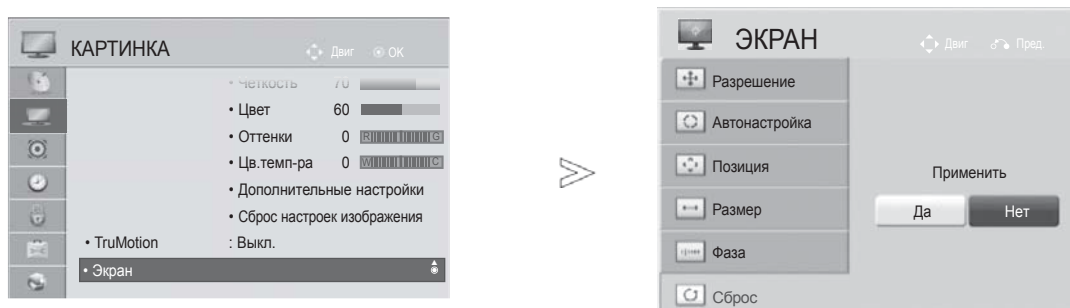 КАРТИНКА
Двиг OK
• Четкость 70
• Цвет 60
• Оттенки 0 R G
• Цв.темп-ра 0 W C
• Дополнительные настройки
• Сброс настроек изображения
• TruMotion : Выкл.
• Экран
ЭКРАН
Двиг Пред.
Разрешение
Автонастройка
Позиция
Размер
Фаза
Сброс
Применить
Да Нет